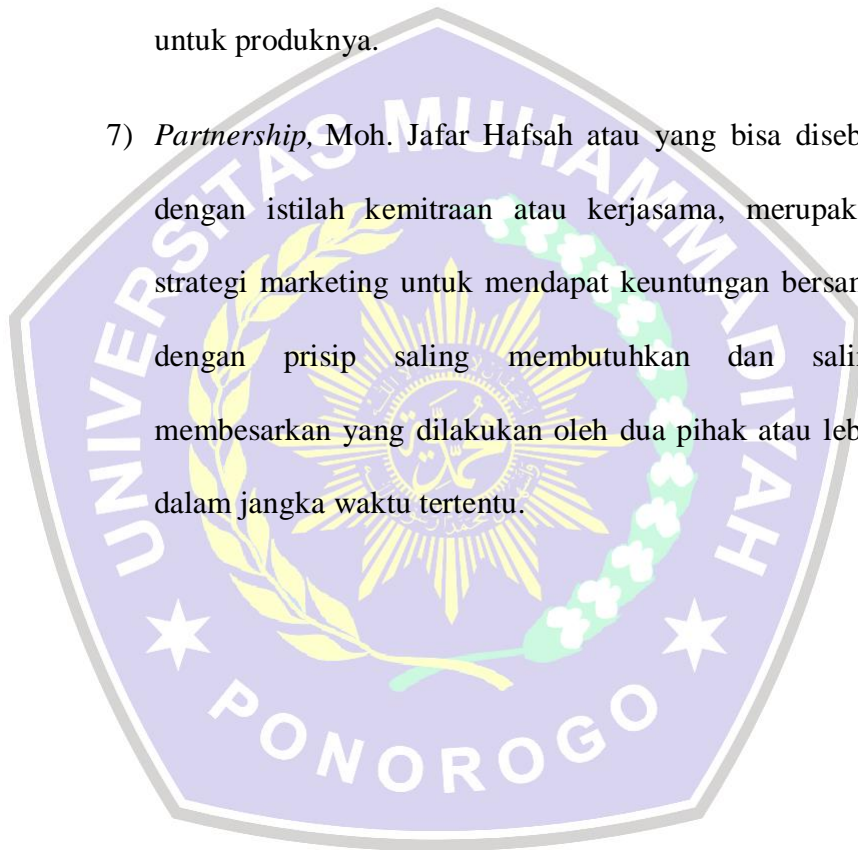 untuk produknya.
7) Partnership, Moh. Jafar Hafsah atau yang bisa diseb
dengan istilah kemitraan atau kerjasama, merupak
strategi marketing untuk mendapat keuntungan bersa
dengan prisip saling membutuhkan dan sali
membesarkan yang dilakukan oleh dua pihak atau leb
dalam jangka waktu tertentu.
UNIVERSITAS MUHAMMADIYAH
PONOROGO